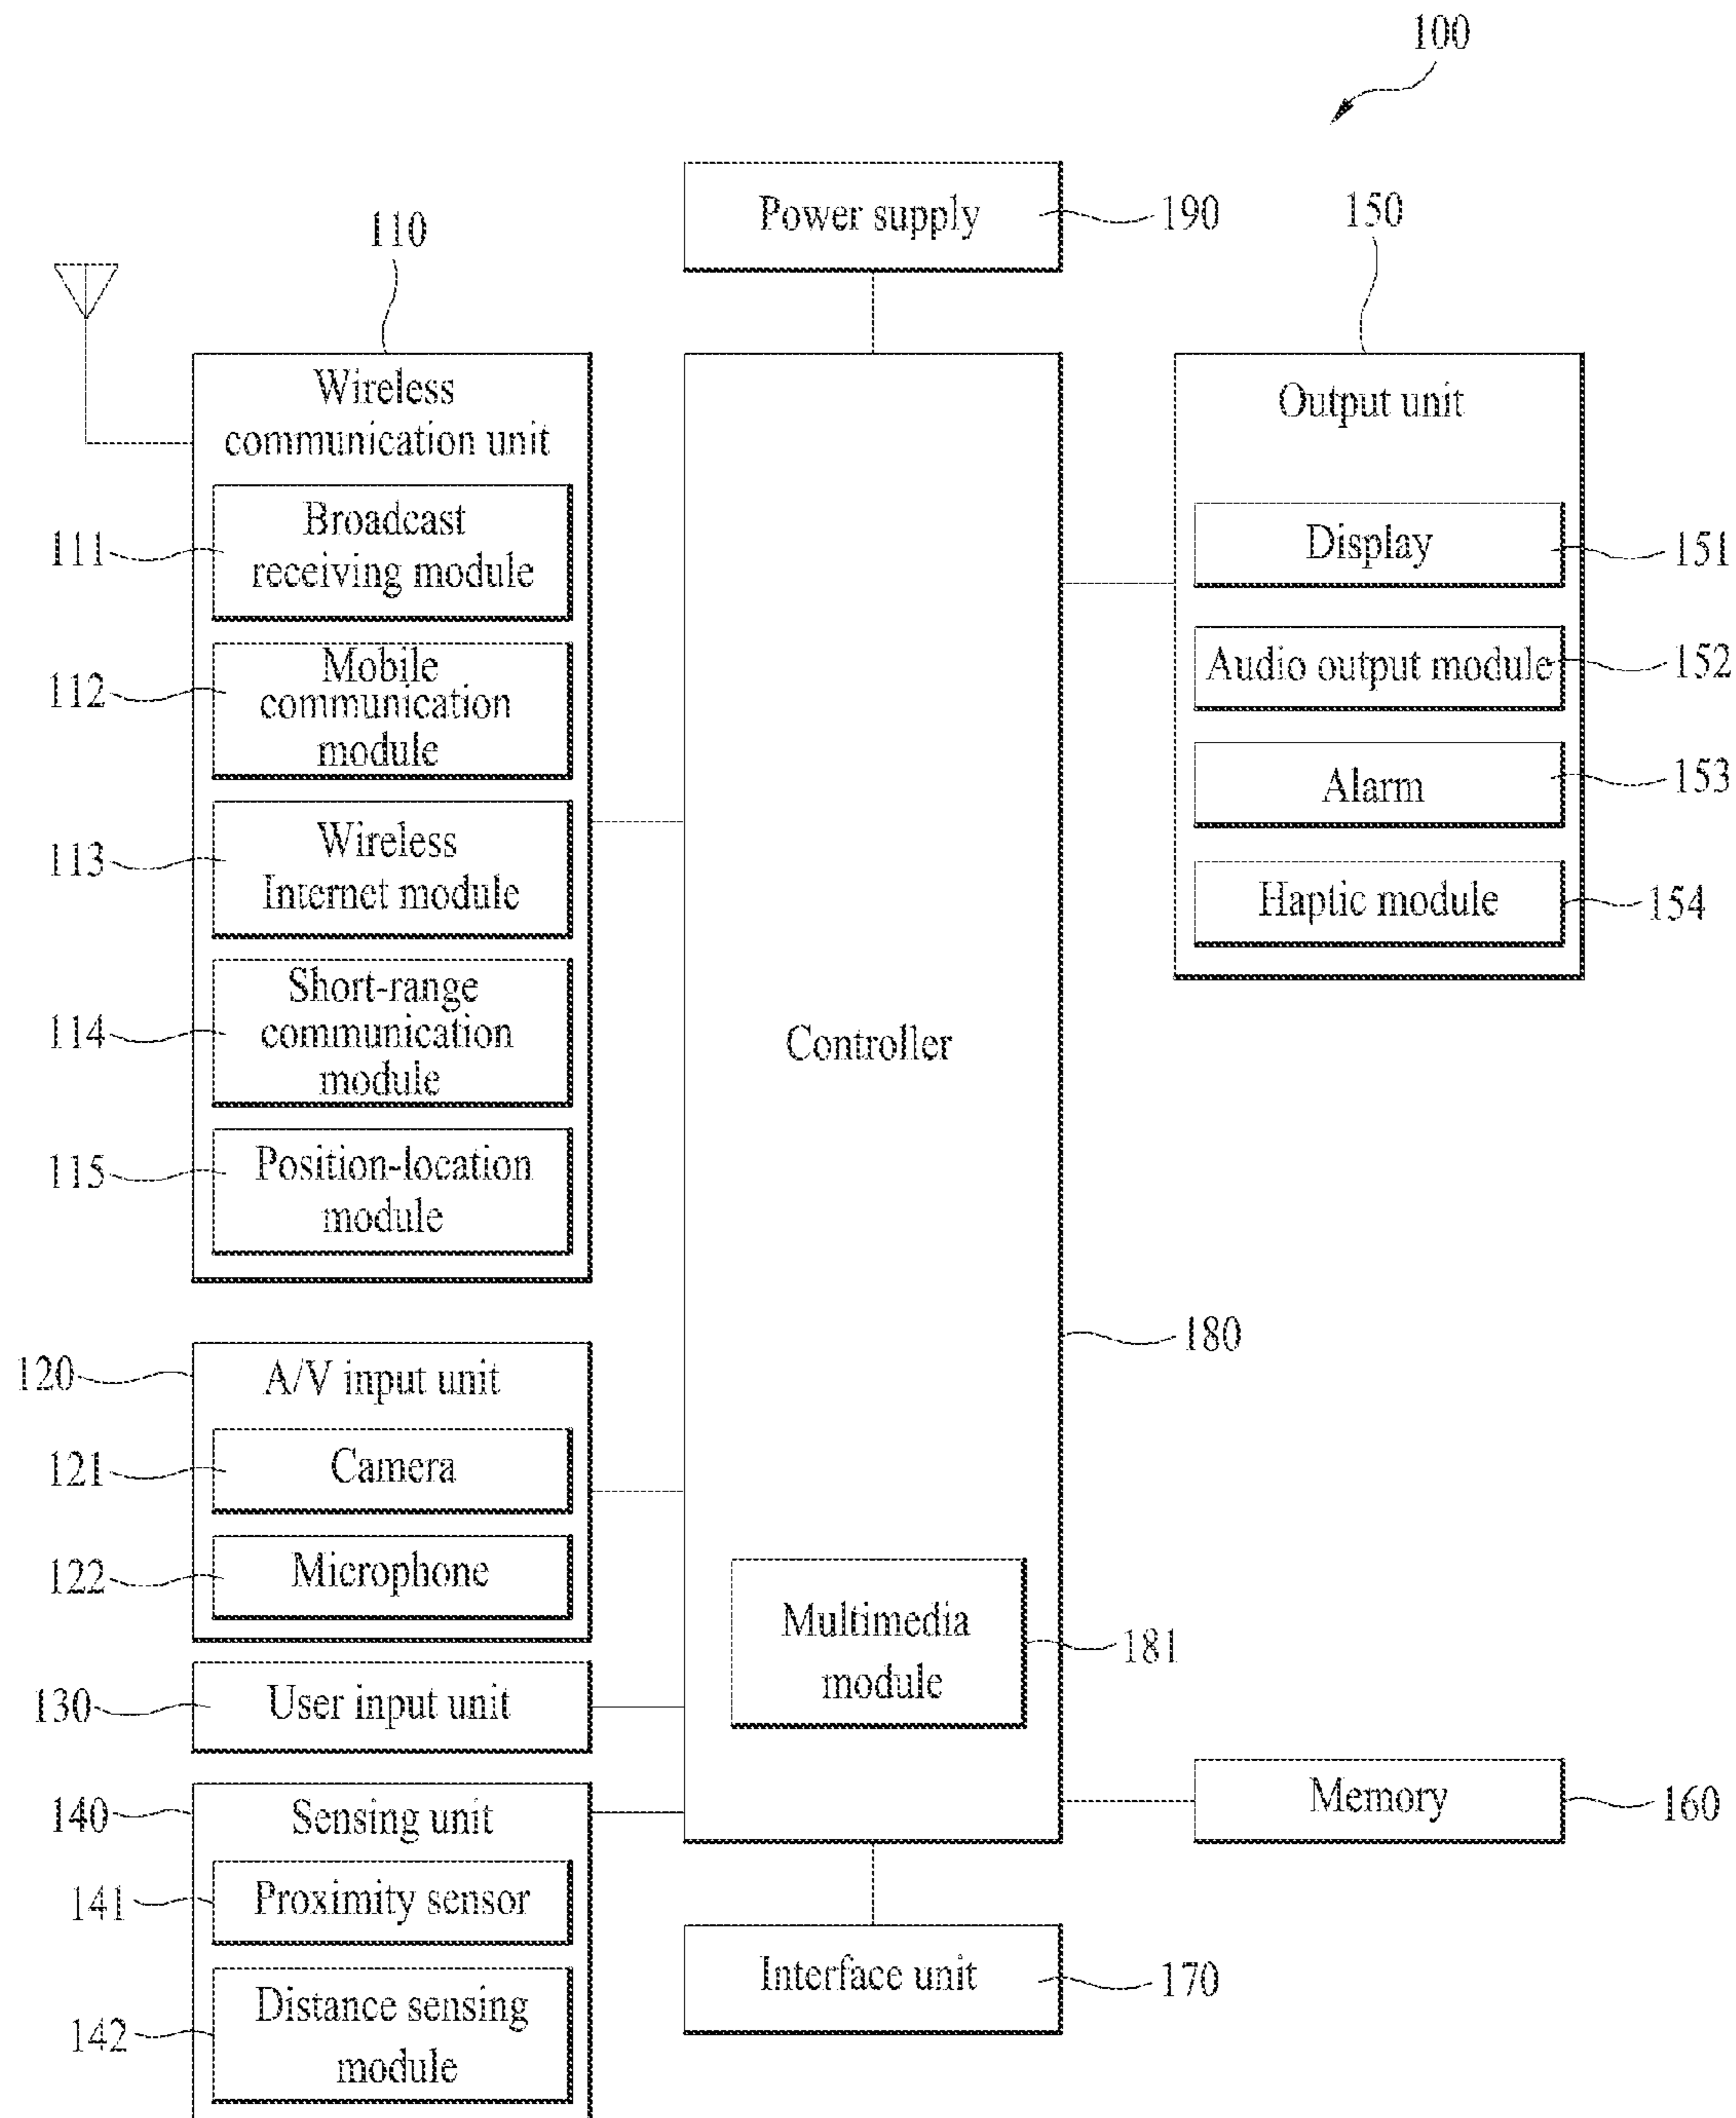 100
Power supply
190
110
150
Wireless
communication unit
Output unit
111
Broadcast
receiving module
Display
151
112
Mobile
communication
module
Audio output module
152
113
Wireless
Internet module
Alarm
153
Haptic module
154
114
Short-range
communication
module
Controller
115
Position-location
module
180
120
A/V input unit
121
Camera
122
Microphone
Multimedia
module
181
130
User input unit
140
Sensing unit
Memory
160
141
Proximity sensor
Interface unit
170
142
Distance sensing
module